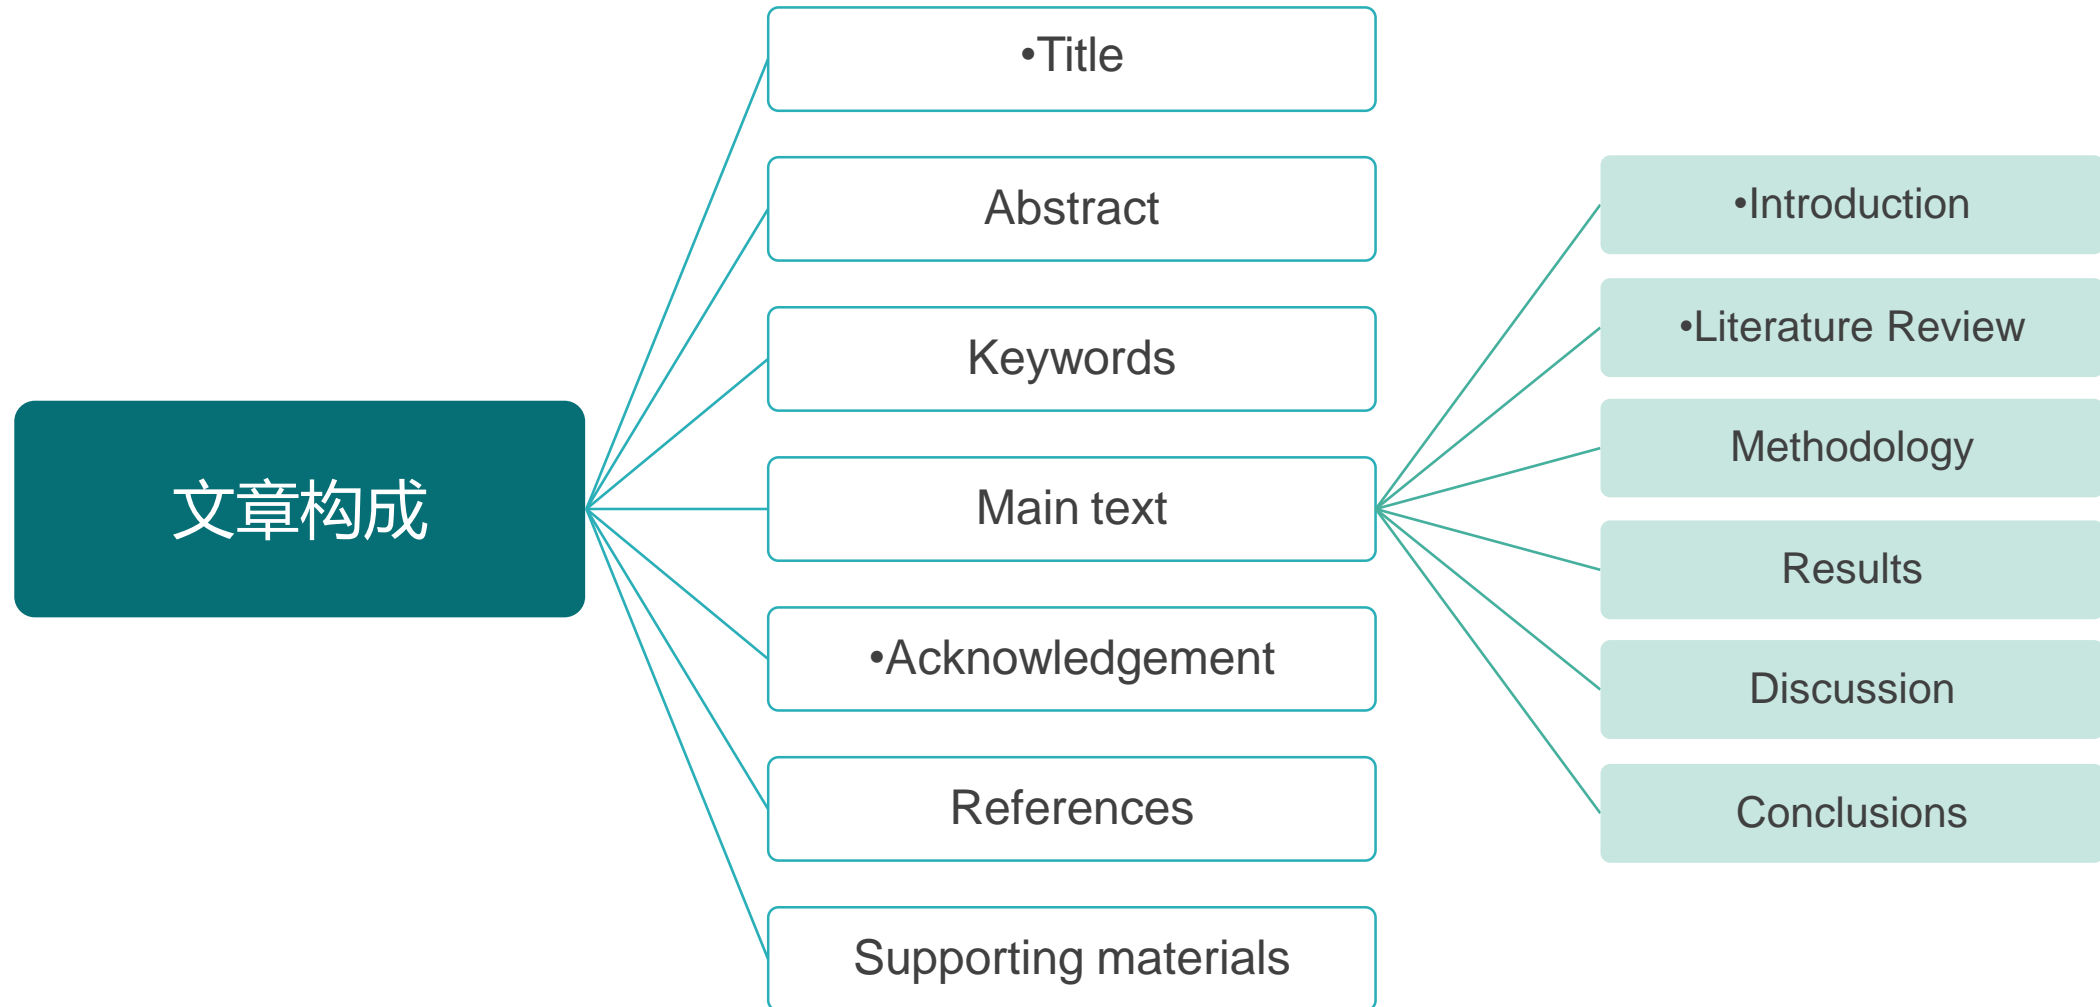 文章构成
•Title
Abstract
Keywords
Main text
•Acknowledgement
References
Supporting materials
•Introduction
•Literature Review
Methodology
Results
Discussion
Conclusions